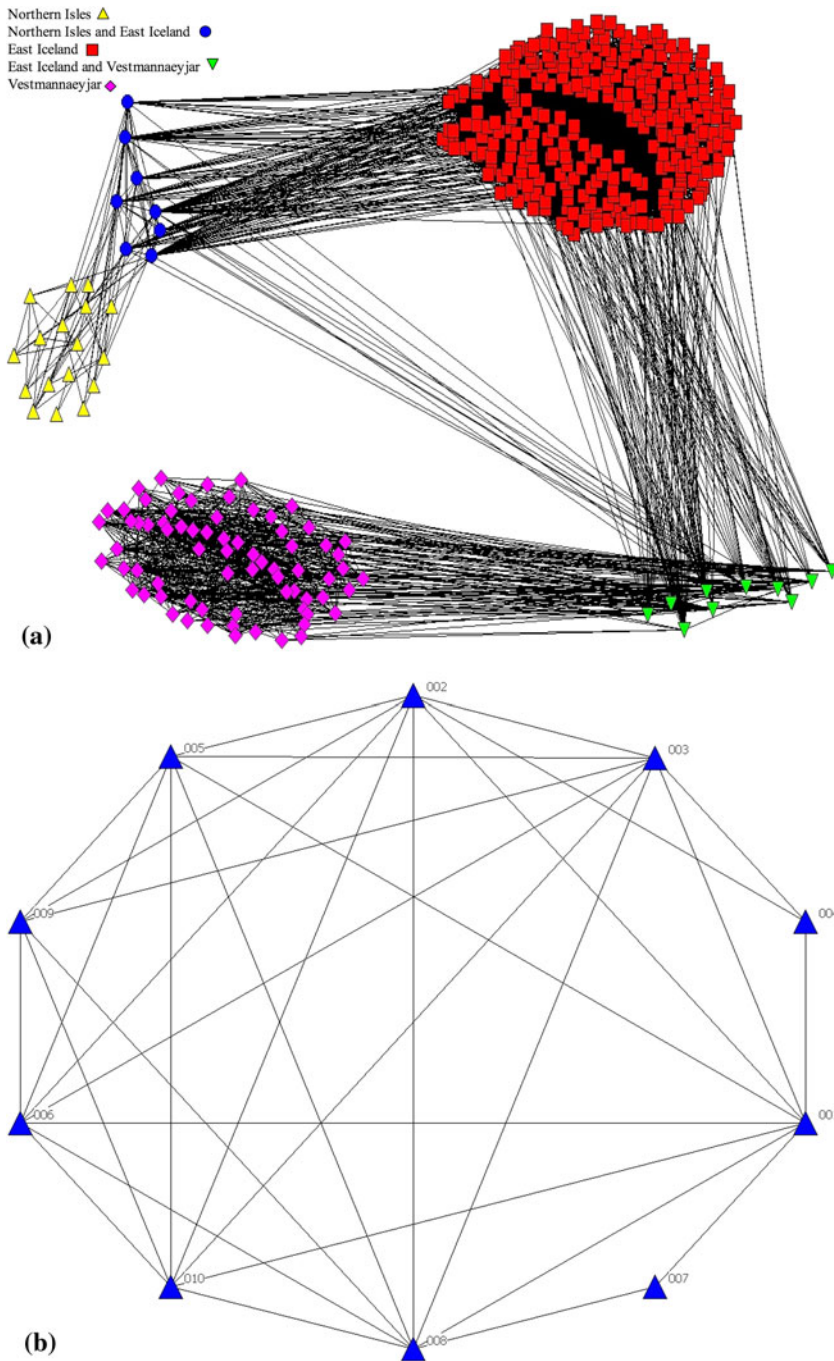 Northern Isles
Northern Isles and East Iceland
East Iceland
East Iceland and Vestmannaeyjar
Vestmannaeyjar
(a)
002
005
003
009
006
010
007
008
(b)